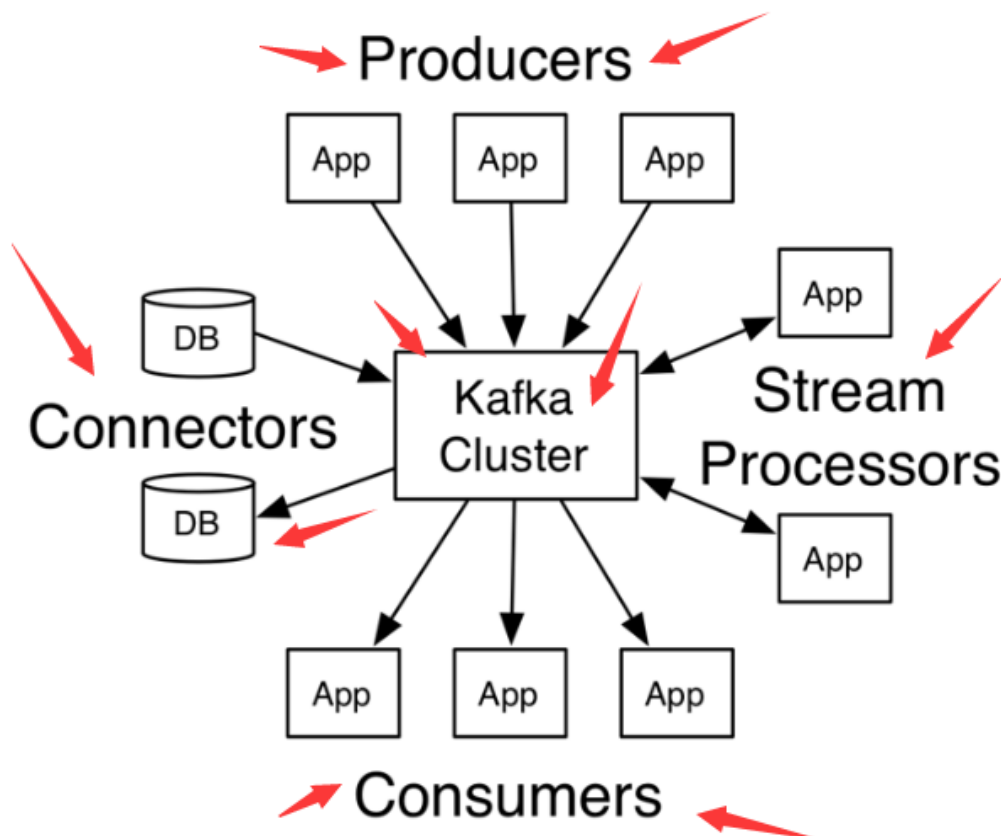 Producers
App
App
App
App
DB
Kafka
Cluster
Stream
Processors
Connectors
DB
App
App
App
App
Consumers